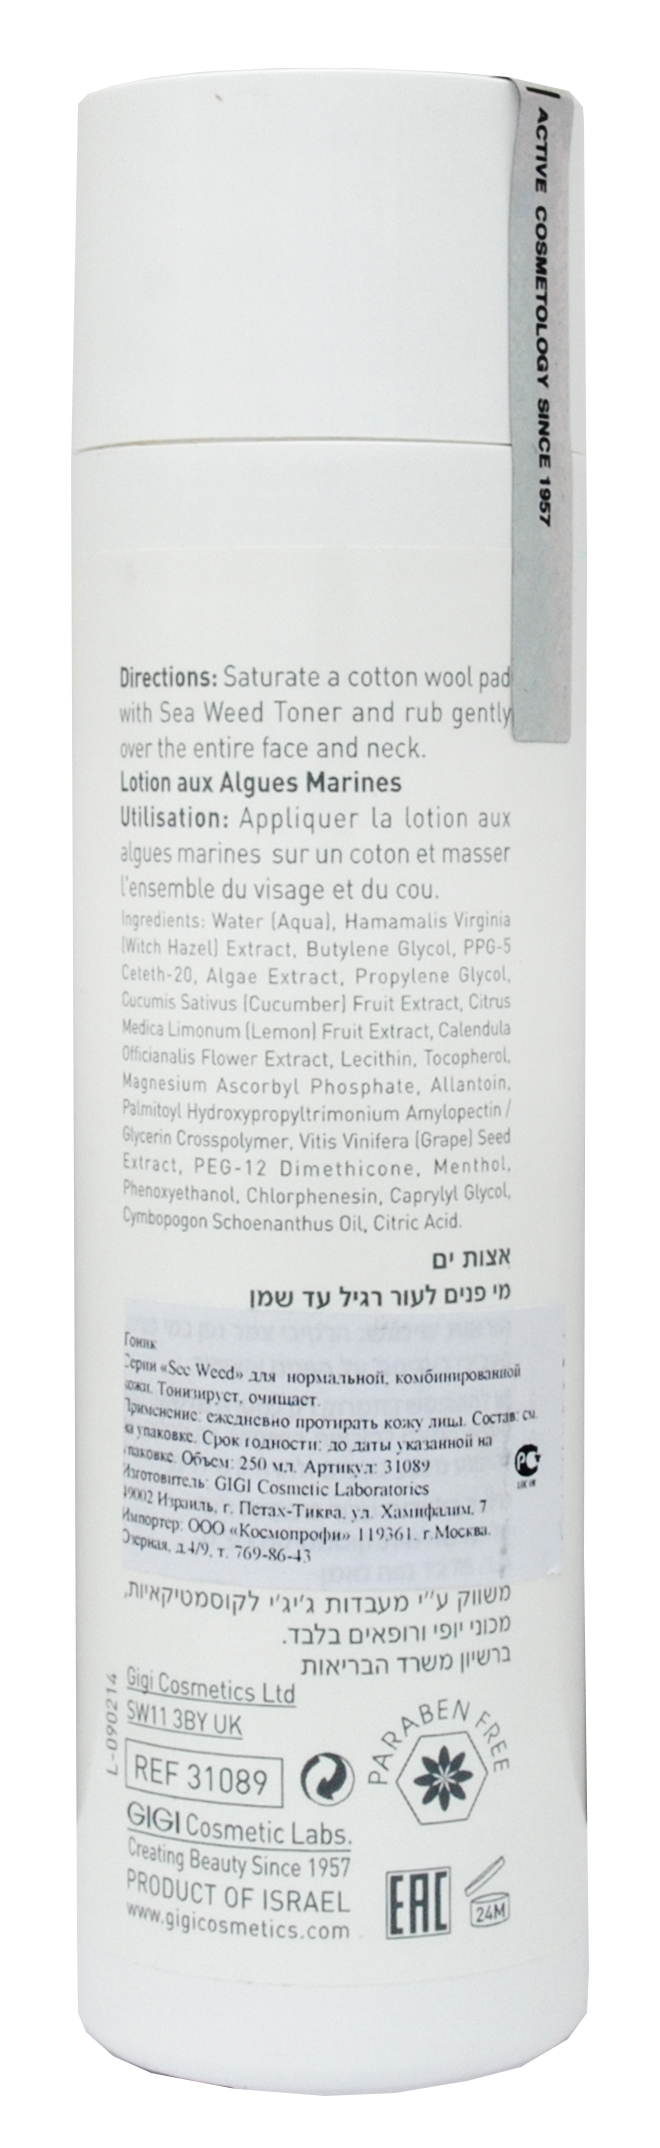 ACTIVE COSMETOLOGY SINCE 1957
Directions: Saturate a cotton wool pad
with Sea Weed Toner and rub gently
over the entire face and neck.
Lotion aux Algues Marines
Utilisation: Appliquer la lotion aux
algues marines sur un coton et masser
l'ensemble du visage et du cou.
Ingredients: Water (Aqua), Hamamalis Virginia
(Witch Hazel) Extract, Butylene Glycol, PPG-5
Ceteth-20, Algae Extract, Propylene Glycol,
Cucumis Sativus (Cucumber) Fruit Extract, Citrus
Medica Limonum (Lemon) Fruit Extract, Calendula
Officianalis Flower Extract, Lecithin, Tocopherol,
Magnesium Ascorbyl Phosphate, Allantoin,
Palmitoyl Hydroxypropyltrimonium Amylopectin /
Glycerin Crosspolymer, Vitis Vinifera (Grape) Seed
Extract, PEG-12 Dimethicone, Menthol,
Phenoxyethanol, Chlorphenesin, Caprylyl Glycol,
Cymbopogon Schoenanthus Oil, Citric Acid.
אצות ים
מי פנים לעור רגיל עד שמן
Тоник
Серии «See Weed» для нормальной, комбинированной
кожи. Тонизирует, очищает.
Применение: ежедневно протирать кожу лица. Состав: см.
на упаковке. Срок годности: до даты указанной на
упаковке. Объем: 250 мл. Артикул: 31089
Изготовитель: GIGI Cosmetic Laboratories
49002 Израиль, г. Петах-Тиква, ул. Хамифалим, 7
Импортер: ООО «Космопрофи» 119361, г.Москва,
Озерная, д.4/9, т. 769-86-43
משווק ע"י מעבדות ג'יג'י לקוסמטיקאיות,
מכוני יופי ורופאים בלבד.
ברשיון משרד הבריאות
Gigi Cosmetics Ltd
SW11 3BY UK
REF 31089
412060-L
PARABEN FREE
GIGI Cosmetic Labs.
Creating Beauty Since 1957
PRODUCT OF ISRAEL
www.gigicosmetics.com
EAC
24M